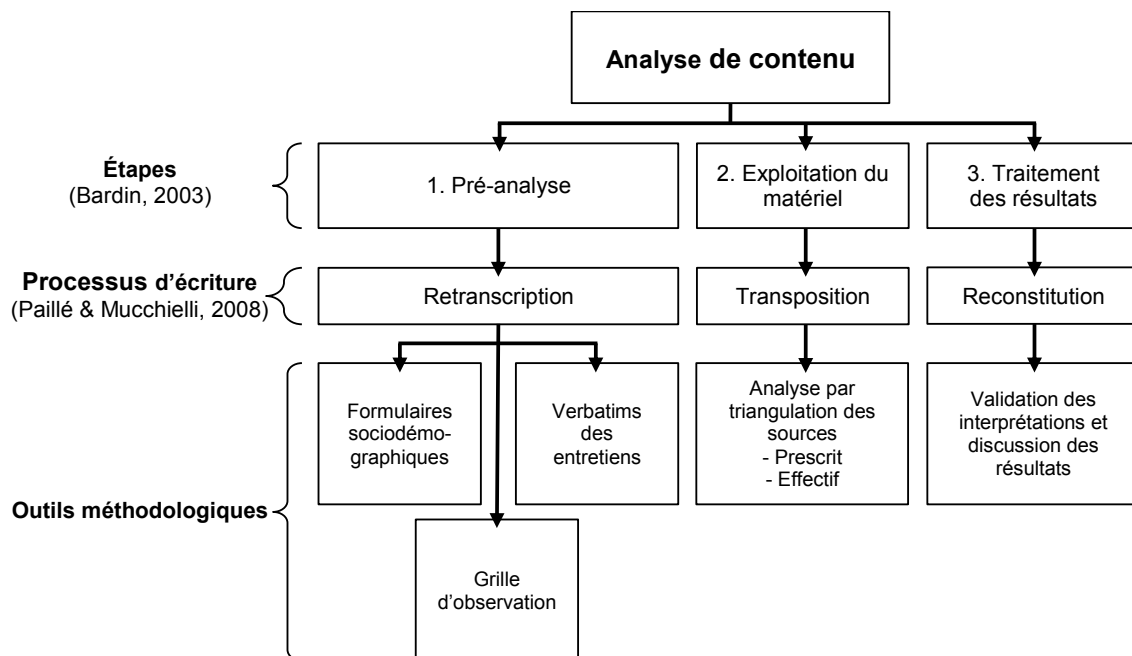 Analyse de contenu
Étapes
(Bardin, 2003)
1. Pré-analyse
2. Exploitation du
matériel
3. Traitement
des résultats
Processus d'écriture
(Paillé & Mucchielli, 2008)
Retranscription
Transposition
Reconstitution
Outils méthodologiques
Formulaires
sociodémo-
graphiques
Verbatims
des
entretiens
Grille
d'observation
Analyse par
triangulation des
sources
- Prescrit
- Effectif
Validation des
interprétations et
discussion des
résultats